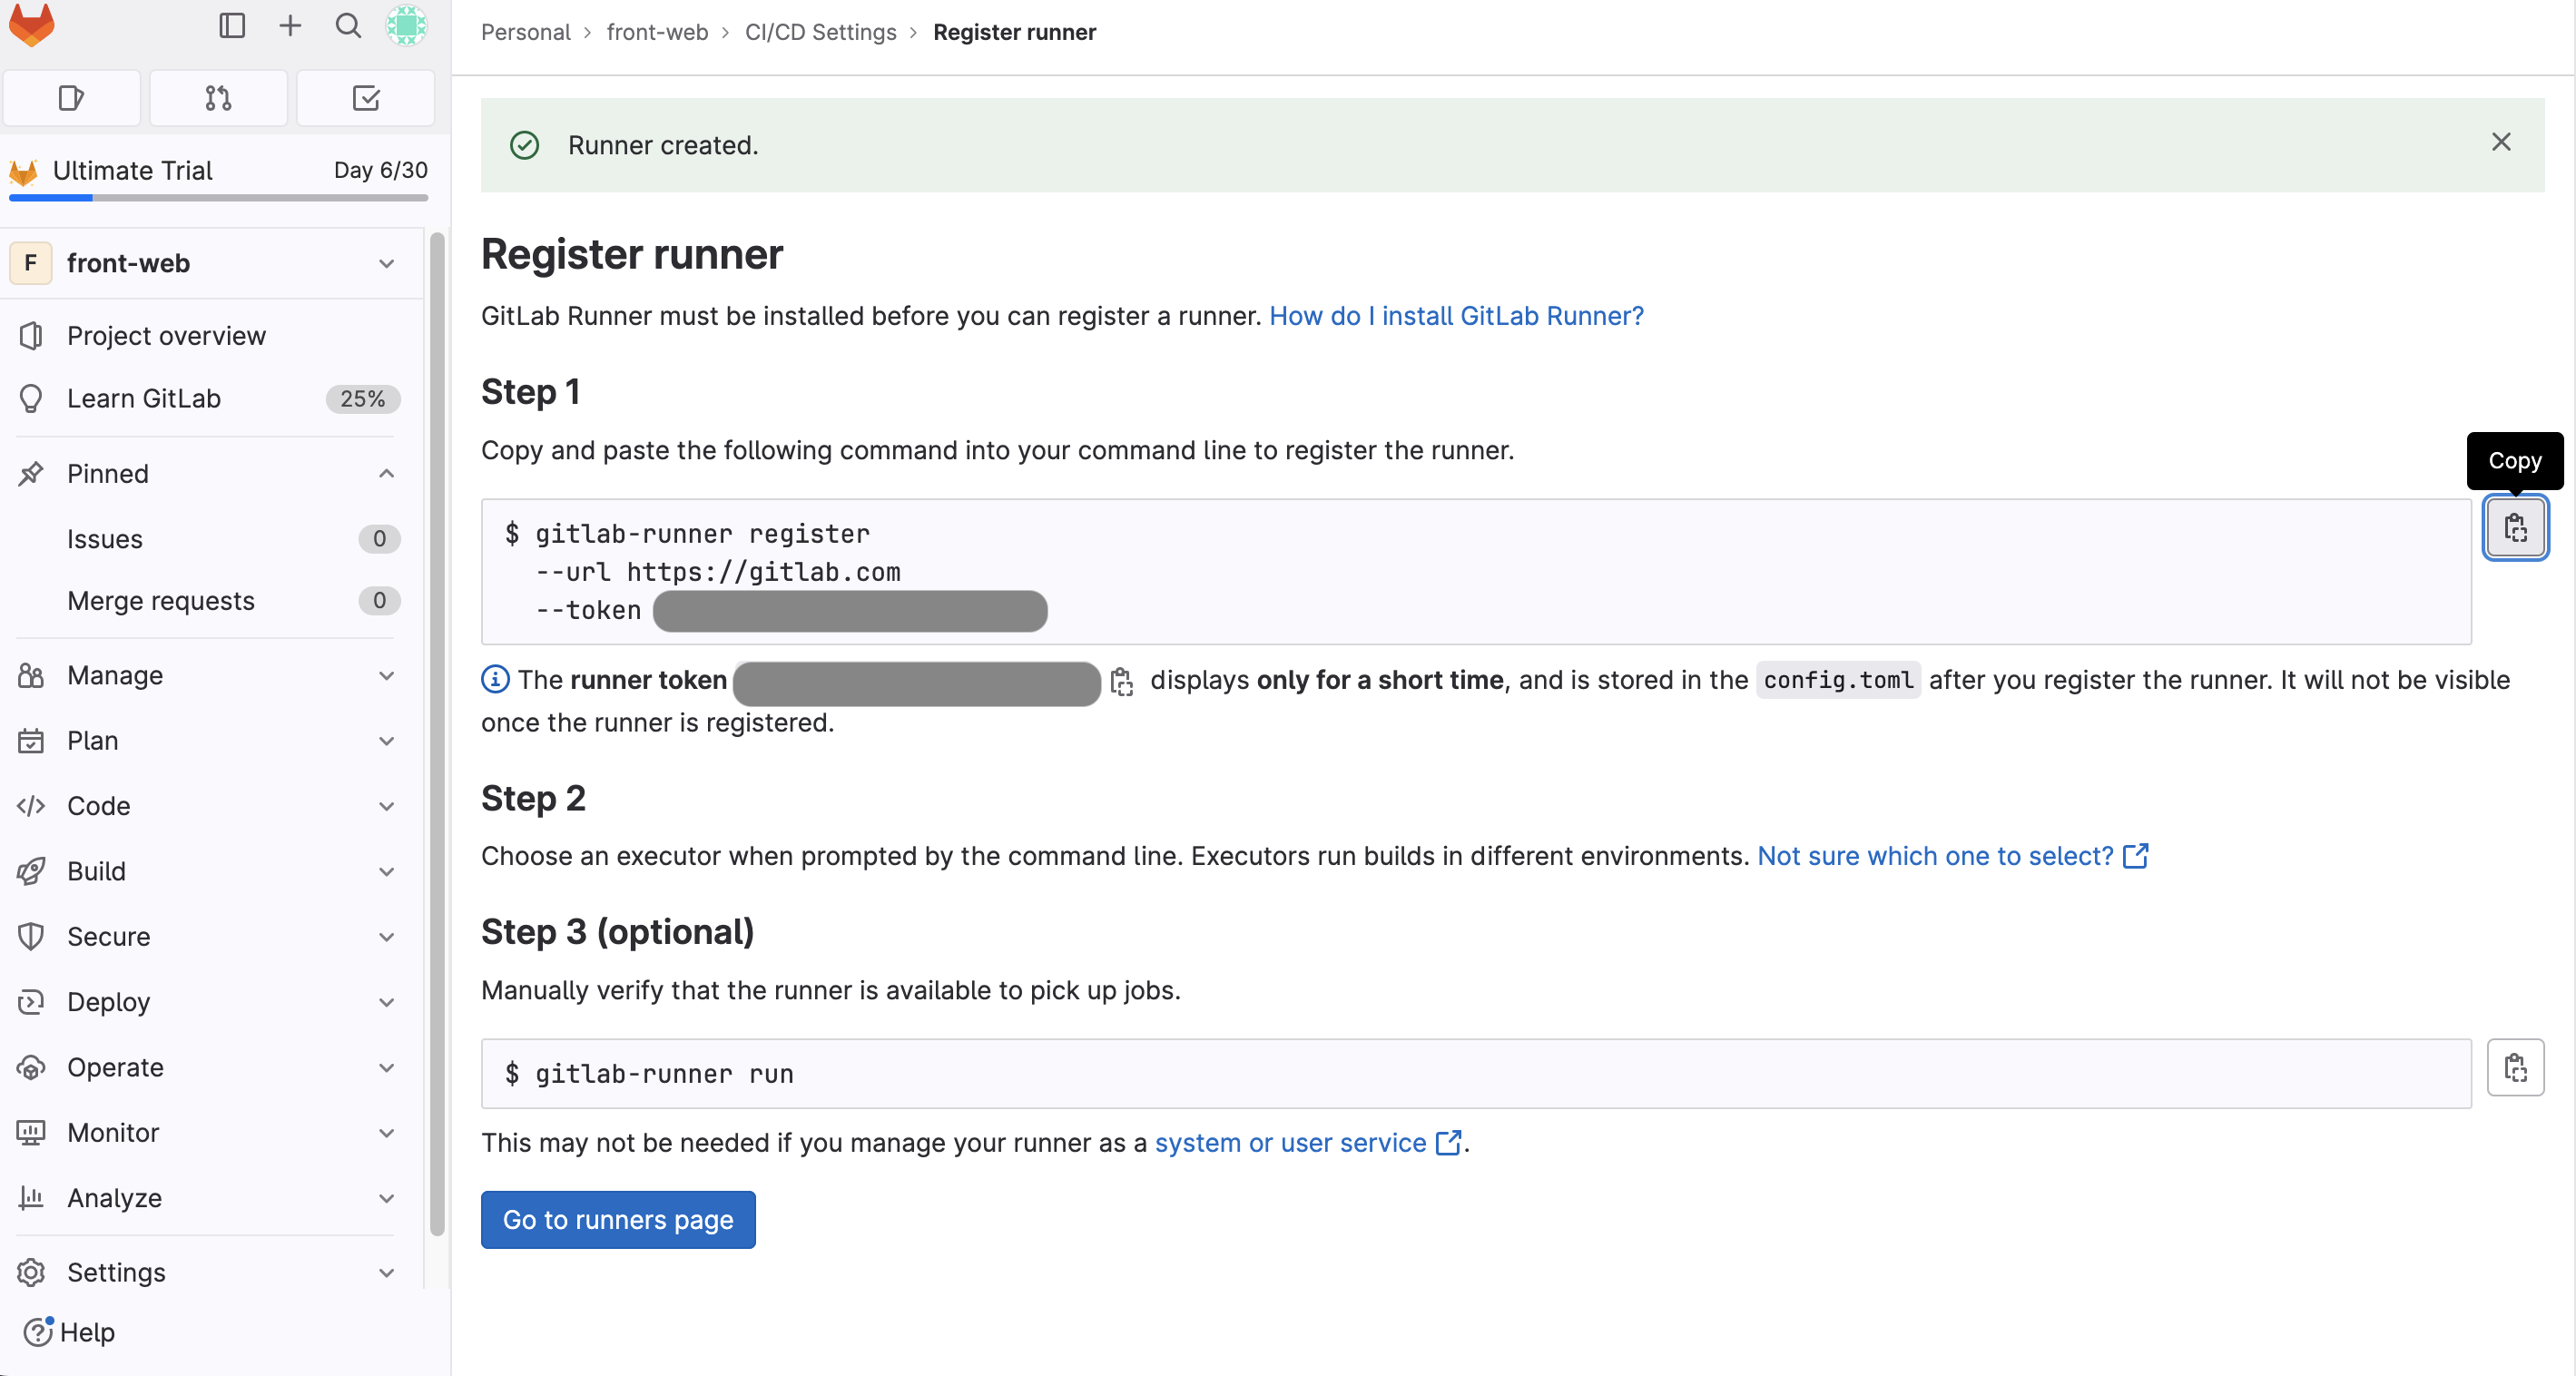 Personal › front-web › CI/CD Settings › Register runner
Ultimate Trial Day 6/30
F front-web
Project overview
Learn GitLab 25%
Pinned
Issues 0
Merge requests 0
Manage
Plan
Code
Build
Secure
Deploy
Operate
Monitor
Analyze
Settings
Help
Runner created.
Register runner
GitLab Runner must be installed before you can register a runner. How do I install GitLab Runner?
Step 1
Copy and paste the following command into your command line to register the runner.
Copy
$ gitlab-runner register
--url https://gitlab.com
--token
The runner token displays only for a short time, and is stored in the config.toml after you register the runner. It will not be visible
once the runner is registered.
Step 2
Choose an executor when prompted by the command line. Executors run builds in different environments. Not sure which one to select?
Step 3 (optional)
Manually verify that the runner is available to pick up jobs.
$ gitlab-runner run
This may not be needed if you manage your runner as a system or user service.
Go to runners page